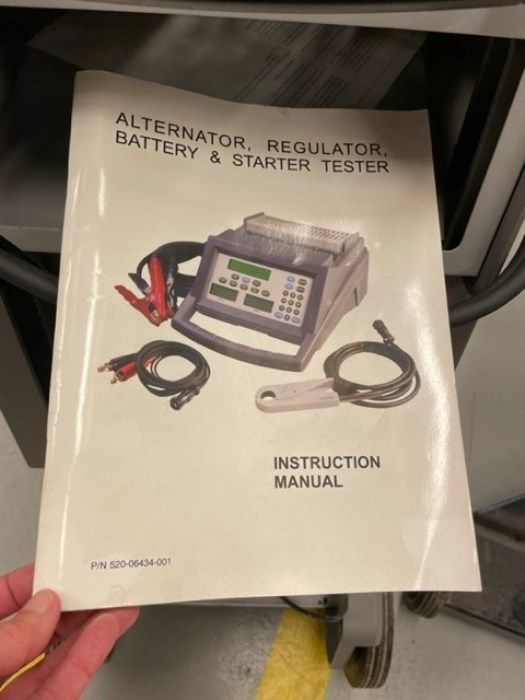 ALTERNATOR, REGULATOR,
BATTERY & STARTER TESTER
INSTRUCTION
MANUAL
P/N 520-06434-001